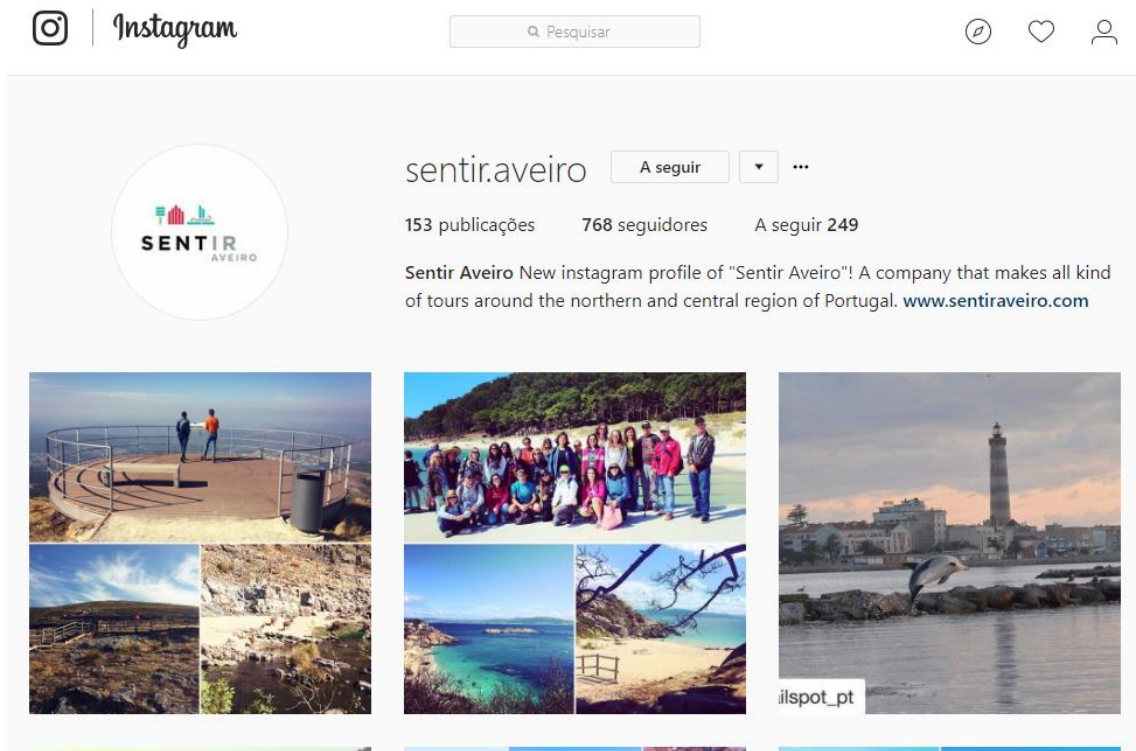 Instagram
Pesquisar
sentir.aveiro A seguir
153 publicações 768 seguidores A seguir 249
Sentir Aveiro New instagram profile of "Sentir Aveiro"! A company that makes all kind
of tours around the northern and central region of Portugal. www.sentiraveiro.com
SENTIR
AVEIRO
ilspot_pt